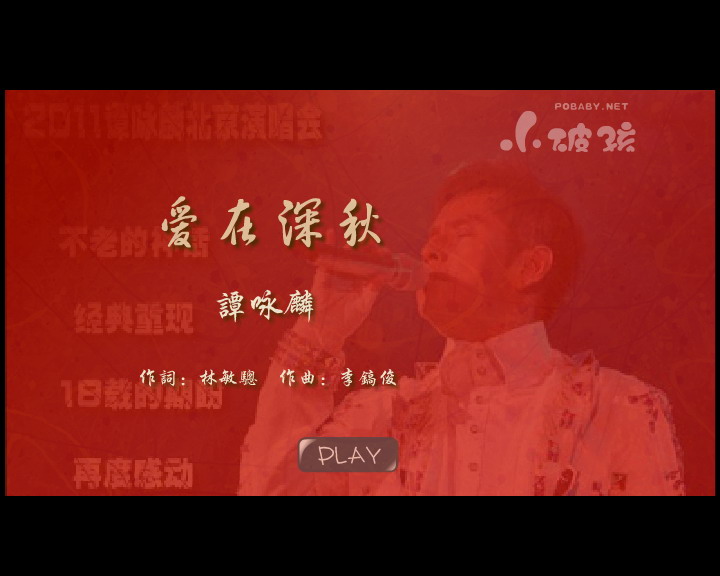 POBABY.NET
小破孩
2011谭咏麟北京演唱会
爱在深秋
不老的神话
譚咏麟
经典重现
作詞：林敏驄 作曲：李鎬俊
18载的期盼
再度感动
PLAY